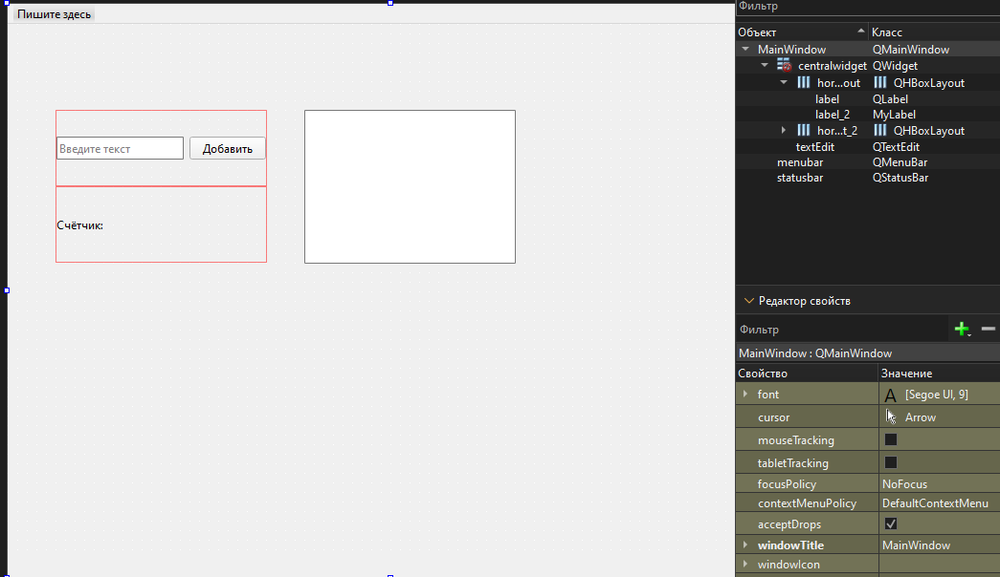 Пишите здесь
Введите текст
Добавить
Счётчик:
Фильтр
Объект Класс
MainWindow QMainWindow
centralwidget QWidget
hor...out QHBoxLayout
label QLabel
label_2 MyLabel
hor...t_2 QHBoxLayout
textEdit QTextEdit
menubar QMenuBar
statusbar QStatusBar
Редактор свойств
Фильтр
MainWindow : QMainWindow
Свойство Значение
font A [Segoe UI, 9]
cursor Arrow
mouseTracking
tabletTracking
focusPolicy NoFocus
contextMenuPolicy DefaultContextMenu
acceptDrops
windowTitle MainWindow
windowIcon